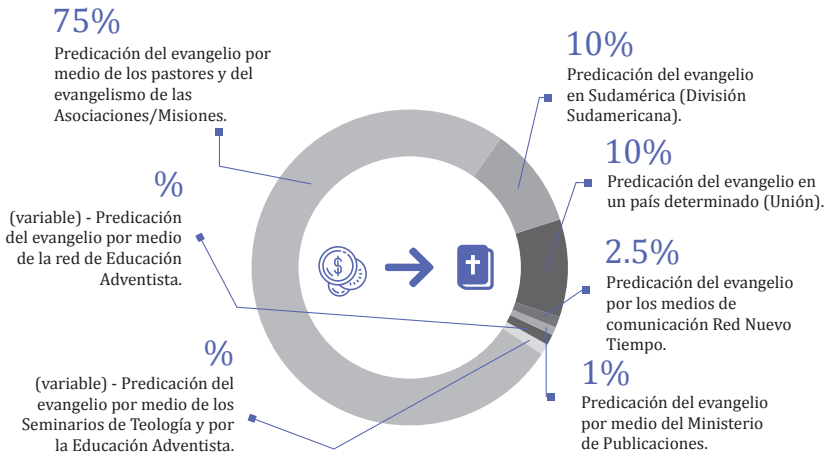 75%
Predicación del evangelio por
medio de los pastores y del
evangelismo de las
Asociaciones/Misiones.
10%
Predicación del evangelio
en Sudamérica (División
Sudamericana).
10%
Predicación del evangelio en
un país determinado (Unión).
2.5%
Predicación del evangelio
por los medios de
comunicación Red Nuevo
Tiempo.
1%
Predicación del evangelio
por medio del Ministerio
de Publicaciones.
%
(variable) - Predicación
del evangelio por medio
de la red de Educación
Adventista.
%
(variable) - Predicación del
evangelio por medio de los
Seminarios de Teología y por
la Educación Adventista.
$